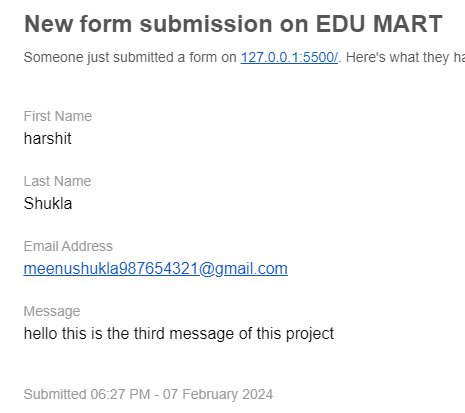 New form submission on EDU MART
Someone just submitted a form on 127.0.0.1:5500/. Here's what they
First Name
harshit
Last Name
Shukla
Email Address
meenushukla987654321@gmail.com
Message
hello this is the third message of this project
Submitted 06:27 PM - 07 February 2024